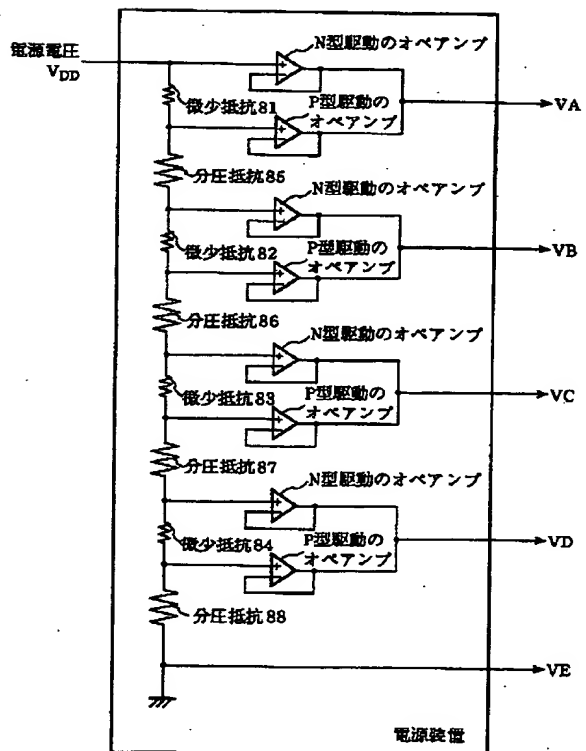 N型駆動のオペアンプ
電源電圧
VDD
微少抵抗81
P型駆動の
オペアンプ
VA
分圧抵抗85
N型駆動のオペアンプ
微少抵抗82
P型駆動の
オペアンプ
VB
分圧抵抗86
N型駆動のオペアンプ
微少抵抗83
P型駆動の
オペアンプ
VC
分圧抵抗87
N型駆動のオペアンプ
微少抵抗84
P型駆動の
オペアンプ
VD
分圧抵抗88
VE
電源装置